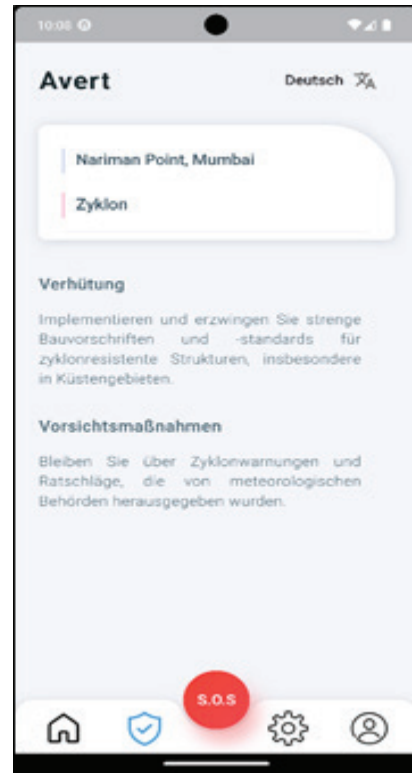 10:08
Avert
Deutsch
Nariman Point, Mumbai
Zyklon
Verhütung
Implementieren und erzwingen Sie strenge
Bauvorschriften und -standards für
zyklonresistente Strukturen, insbesondere
in Küstengebieten.
Vorsichtsmaßnahmen
Bleiben Sie über Zyklonwarnungen und
Ratschläge, die von meteorologischen
Behörden herausgegeben wurden.
S.O.S